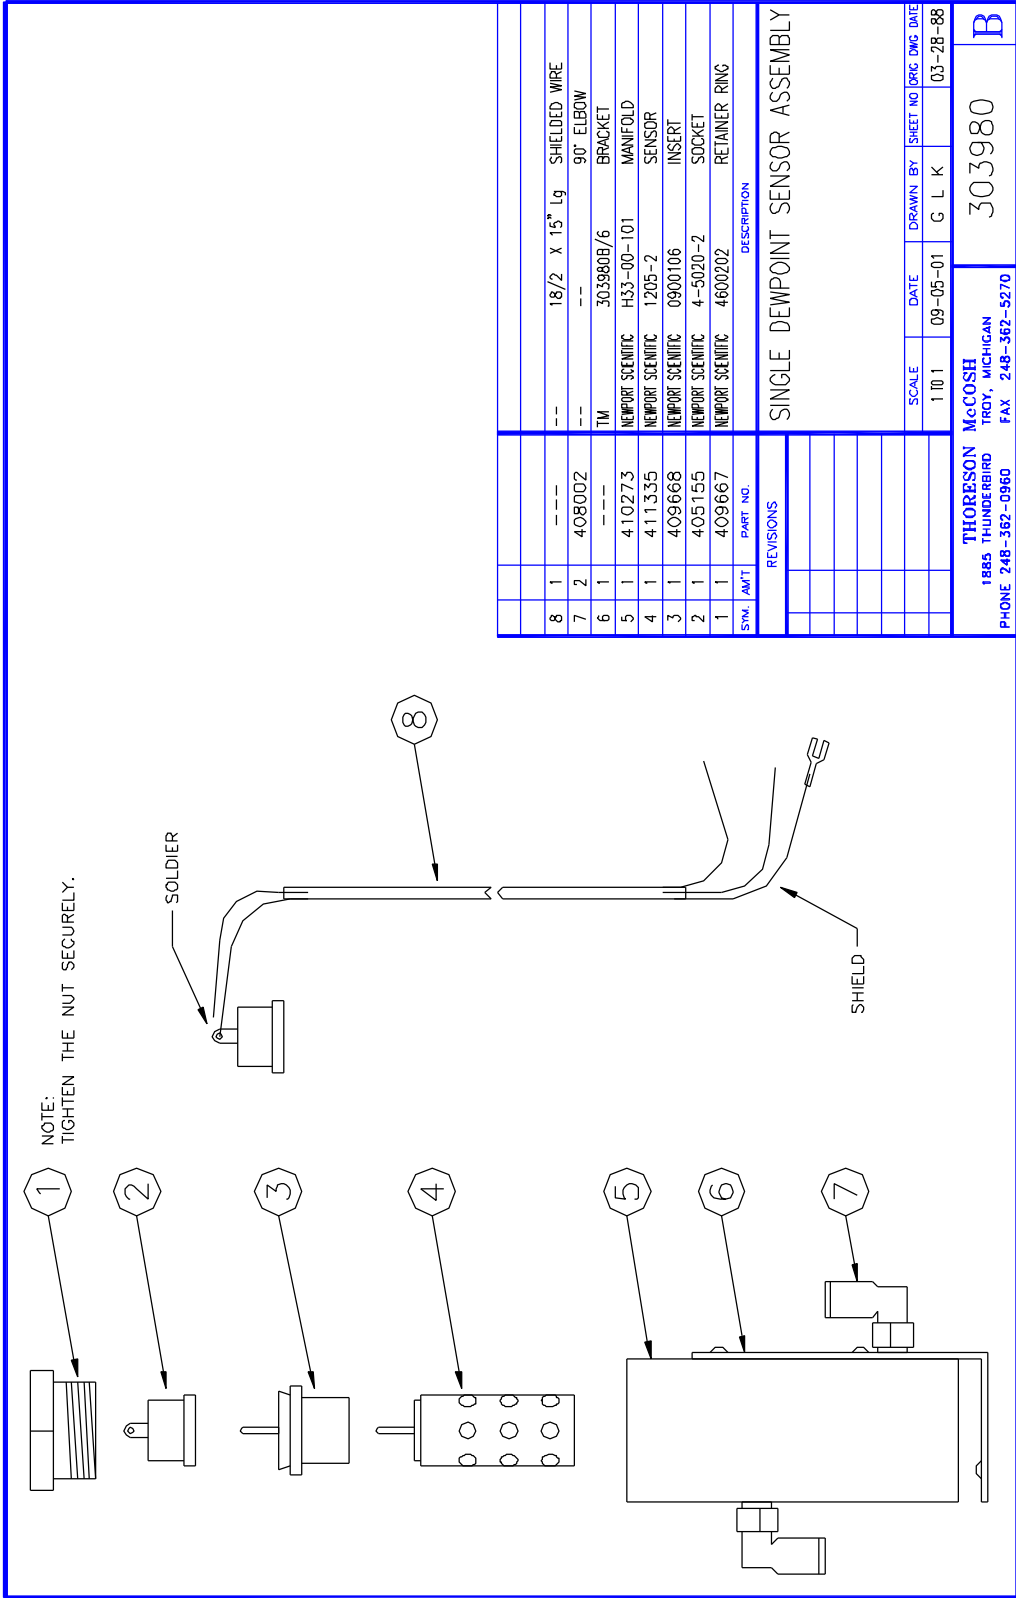 NOTE:
TIGHTEN THE NUT SECURELY.
1
2
3
4
5
6
7
SOLDIER
8
SHIELD
8 1 --- -- 18/2 X 15" Lg SHIELDED WIRE
7 2 408002 -- -- 90° ELBOW
6 1 --- TM 303980B/6 BRACKET
5 1 410273 NEWPORT SCENTIFIC H33-00-101 MANIFOLD
4 1 411335 NEWPORT SCENTIFIC 1205-2 SENSOR
3 1 409668 NEWPORT SCENTIFIC 0900106 INSERT
2 1 405155 NEWPORT SCENTIFIC 4-5020-2 SOCKET
1 1 409667 NEWPORT SCENTIFIC 4600202 RETAINER RING
SYM. AM'T PART NO. DESCRIPTION
REVISIONS
SINGLE DEWPOINT SENSOR ASSEMBLY
SCALE DATE DRAWN BY SHEET NO ORIG DWG DATE
1 TO 1 09-05-01 G L K 03-28-88
THORESON McCOSH
1885 THUNDERBIRD TROY, MICHIGAN
PHONE 248-362-0960 FAX 248-362-5270
303980
B